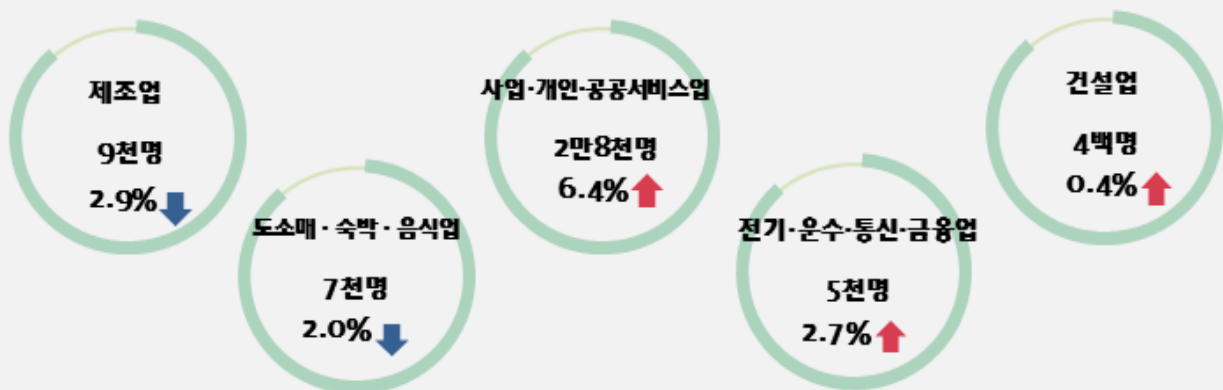 제조업
9천명
2.9%
도소매·숙박·음식업
7천명
2.0%
사업·개인·공공서비스업
2만8천명
6.4%
전기·운수·통신·금융업
5천명
2.7%
건설업
4백명
0.4%